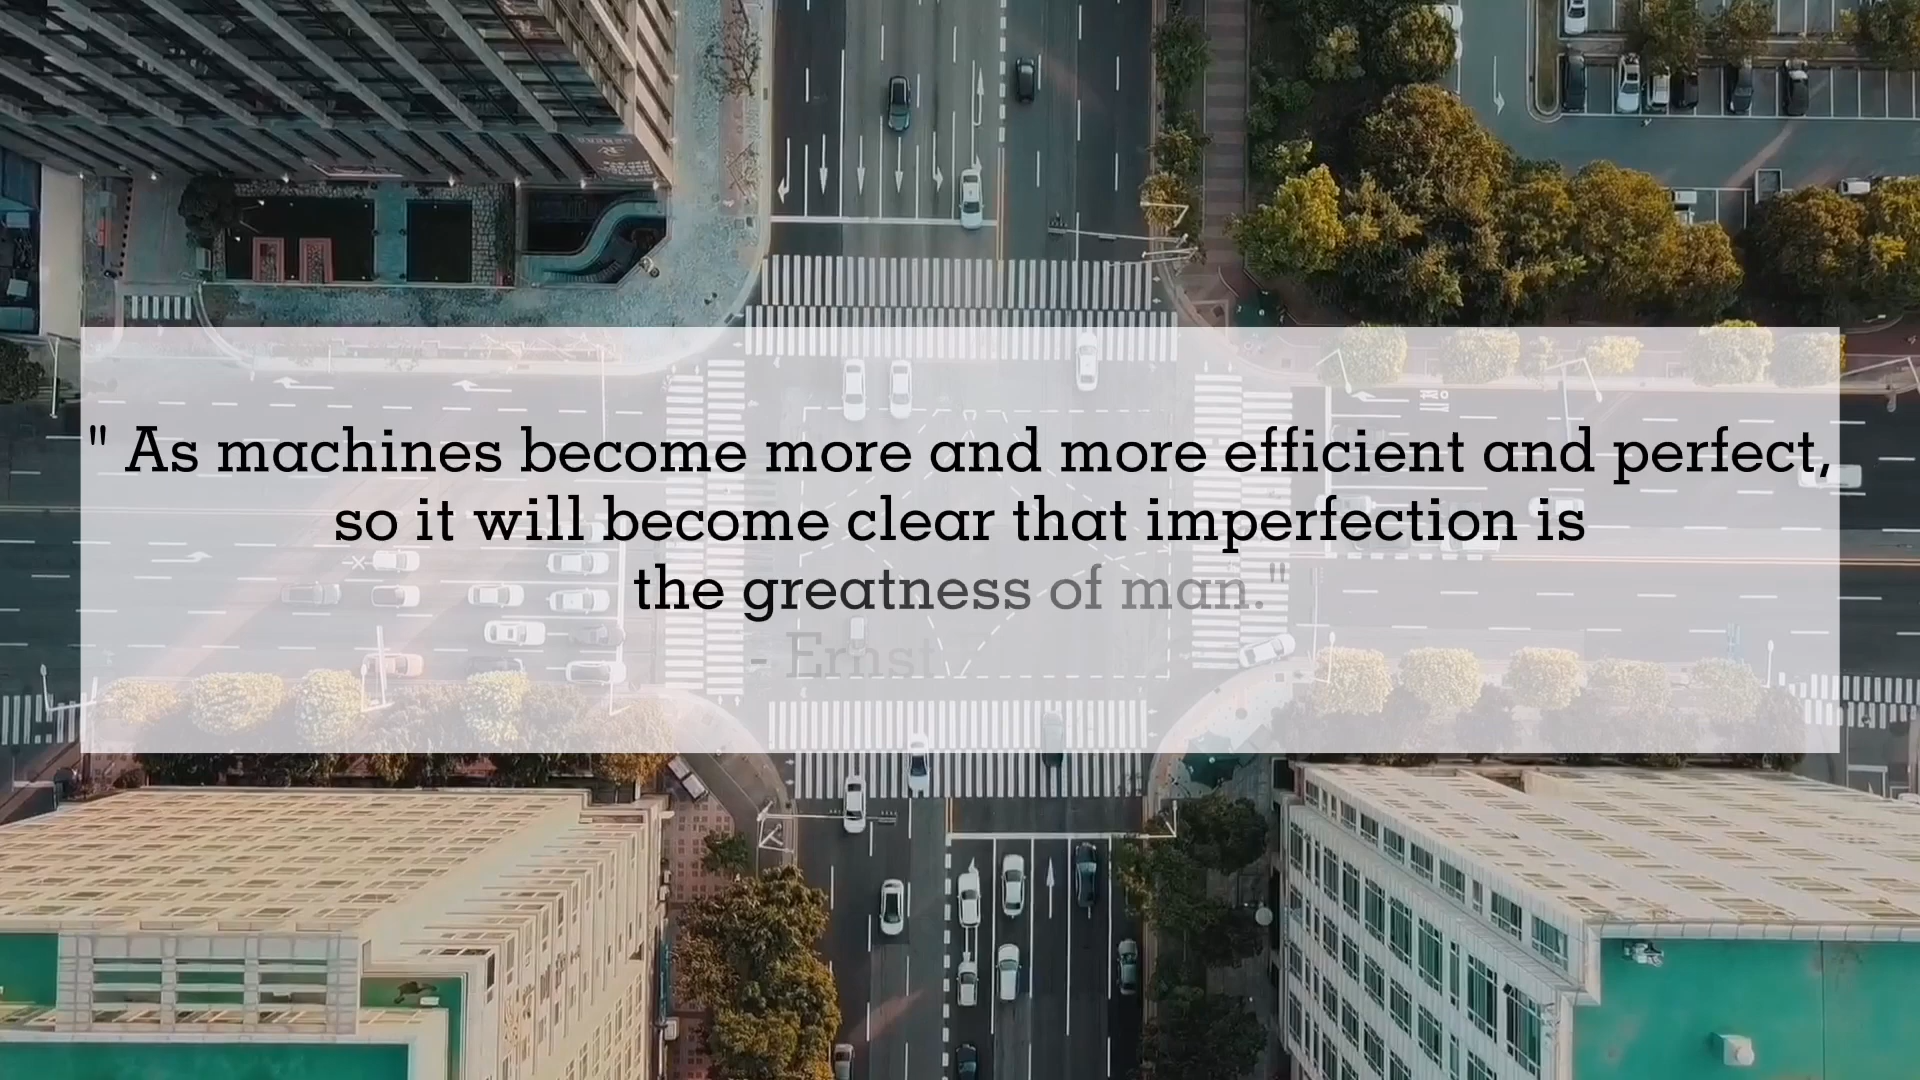 " As machines become more and more efficient and perfect,
so it will become clear that imperfection is
the greatness of man."
- Ernst